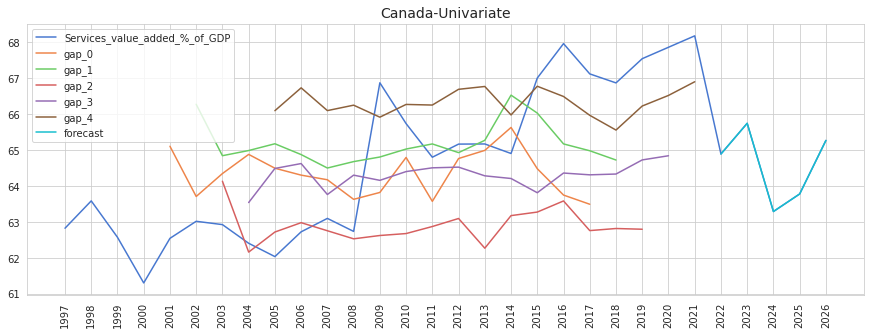 Canada-Univariate
Services_value_added_%_of_GDP
gap_0
gap_1
gap_2
gap_3
gap_4
forecast
68
67
66
65
64
63
62
61
1997 1998 1999 2000 2001 2002 2003 2004 2005 2006 2007 2008 2009 2010 2011 2012 2013 2014 2015 2016 2017 2018 2019 2020 2021 2022 2023 2024 2025 2026